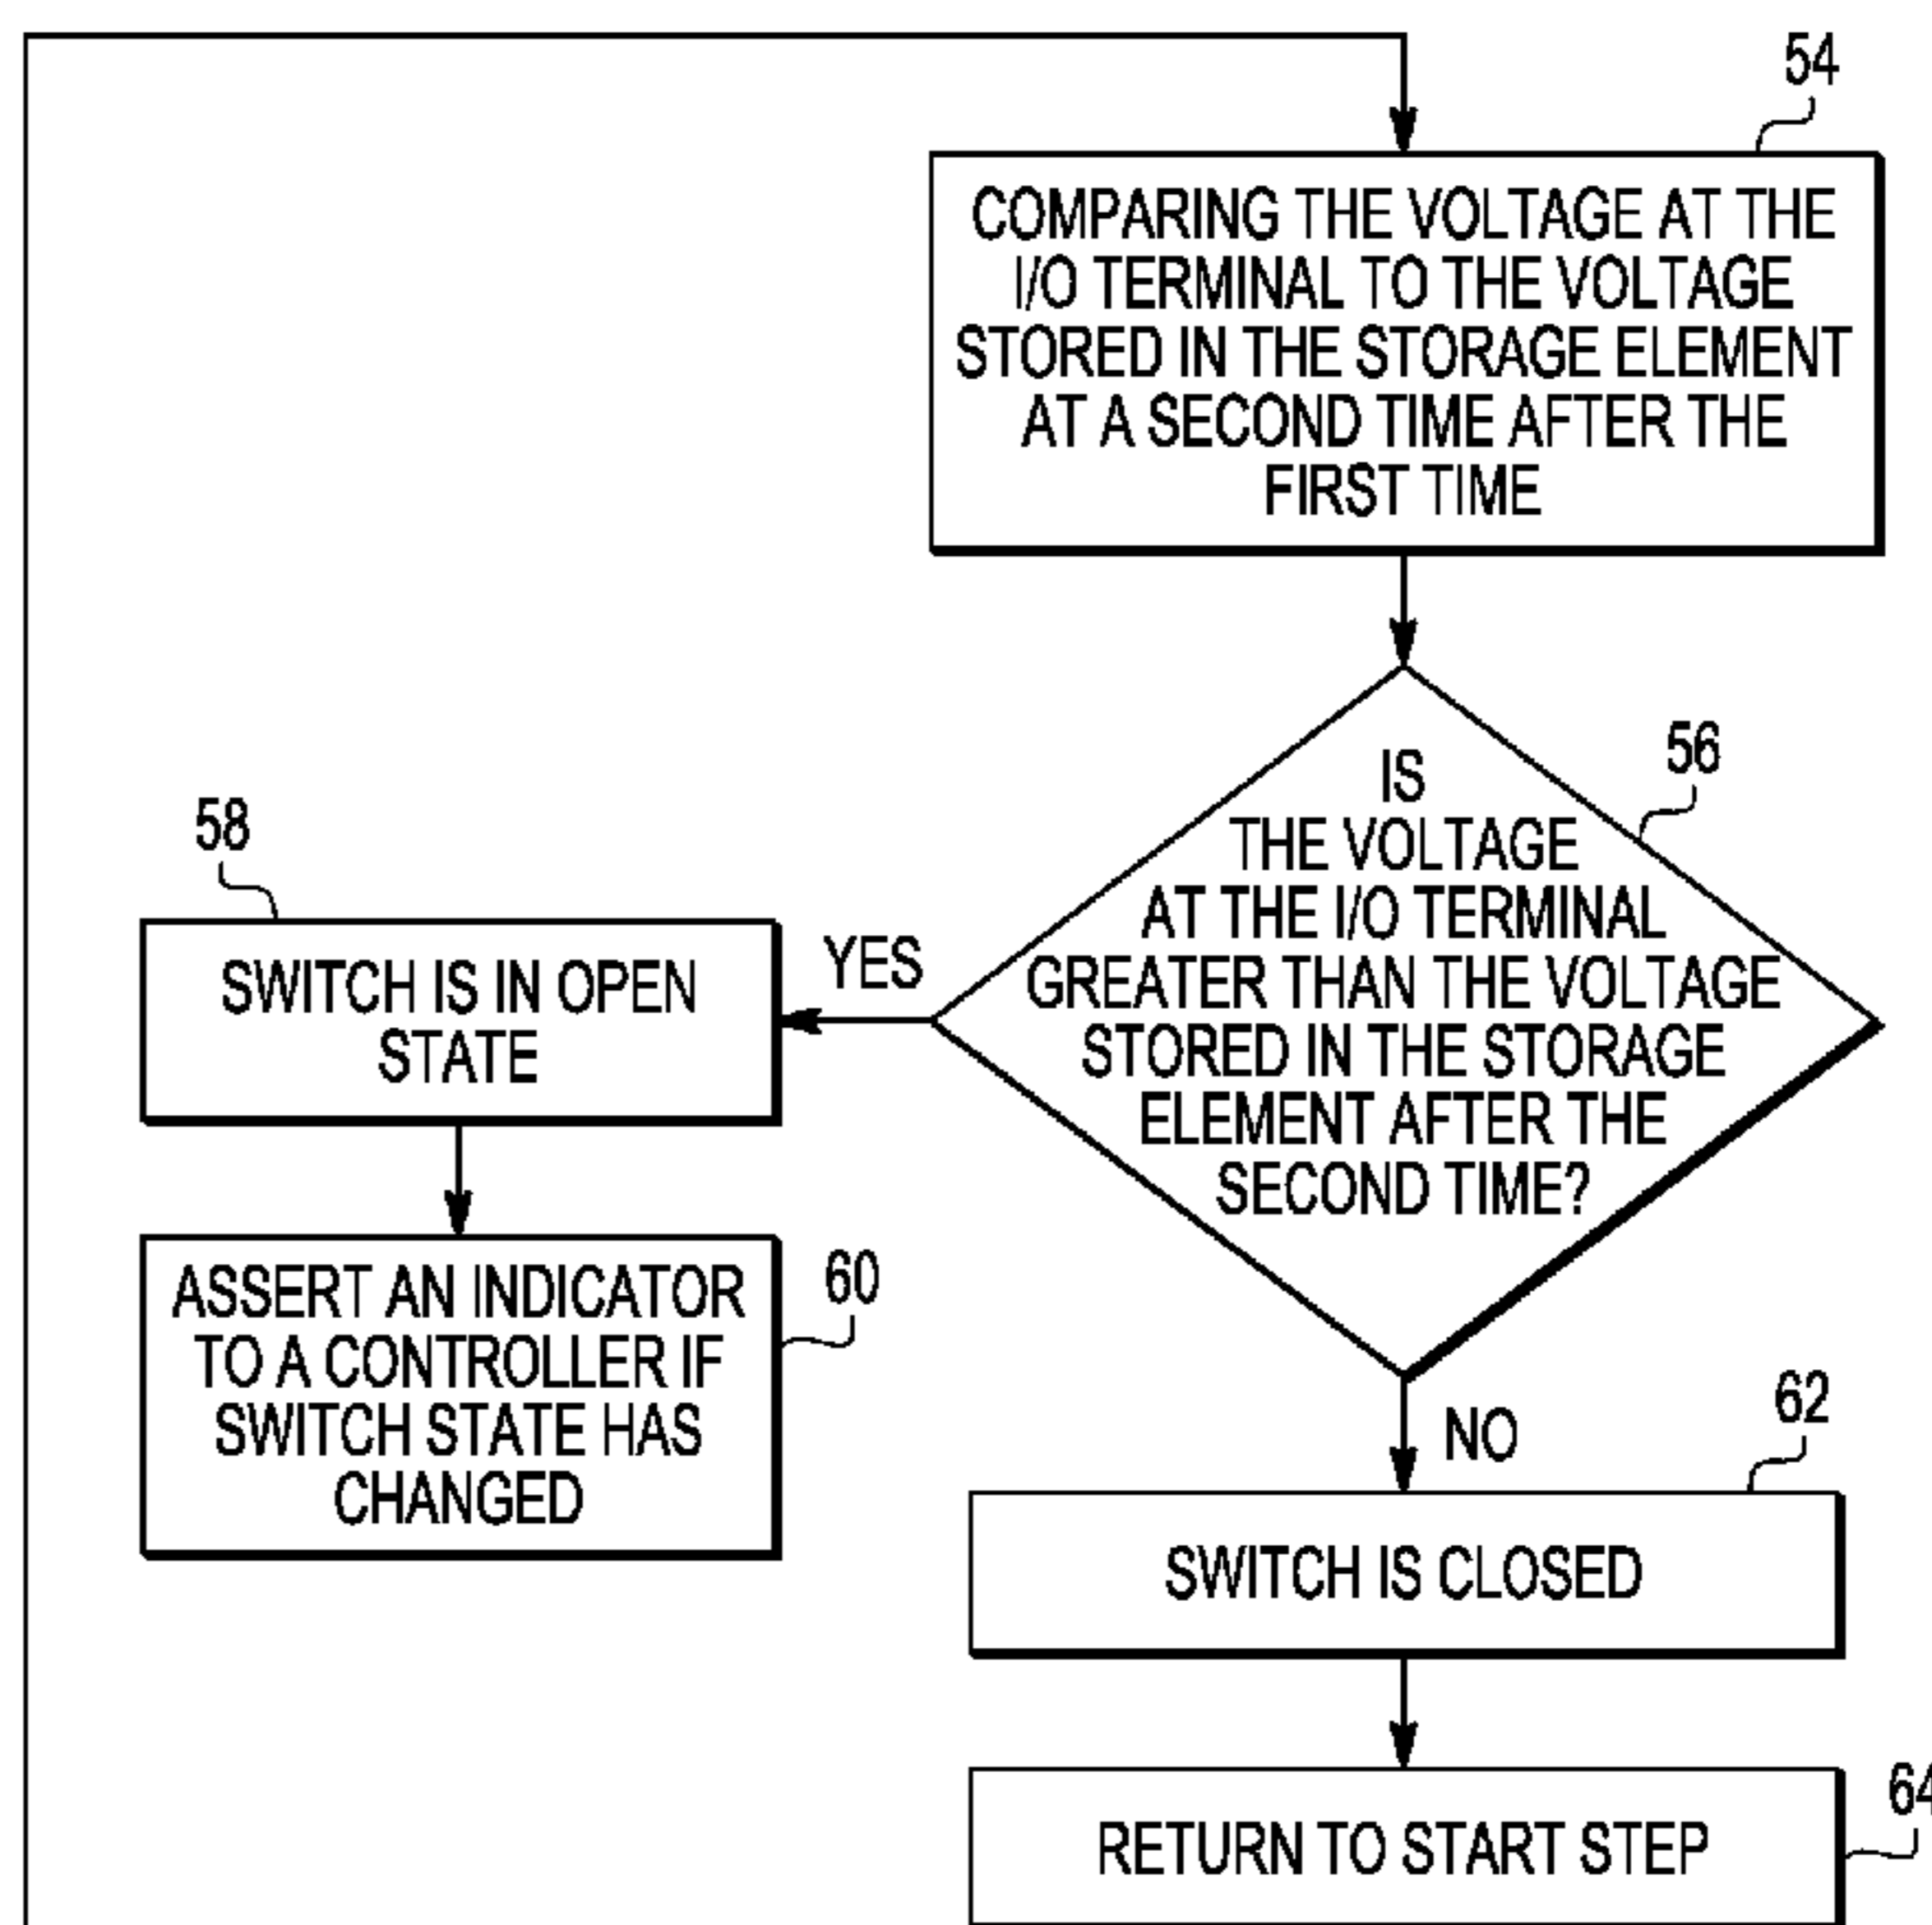 54
COMPARING THE VOLTAGE AT THE
I/O TERMINAL TO THE VOLTAGE
STORED IN THE STORAGE ELEMENT
AT A SECOND TIME AFTER THE
FIRST TIME
56
IS
THE VOLTAGE
AT THE I/O TERMINAL
GREATER THAN THE VOLTAGE
STORED IN THE STORAGE
ELEMENT AFTER THE
SECOND TIME?
YES
58
SWITCH IS IN OPEN
STATE
60
ASSERT AN INDICATOR
TO A CONTROLLER IF
SWITCH STATE HAS
CHANGED
NO
62
SWITCH IS CLOSED
64
RETURN TO START STEP